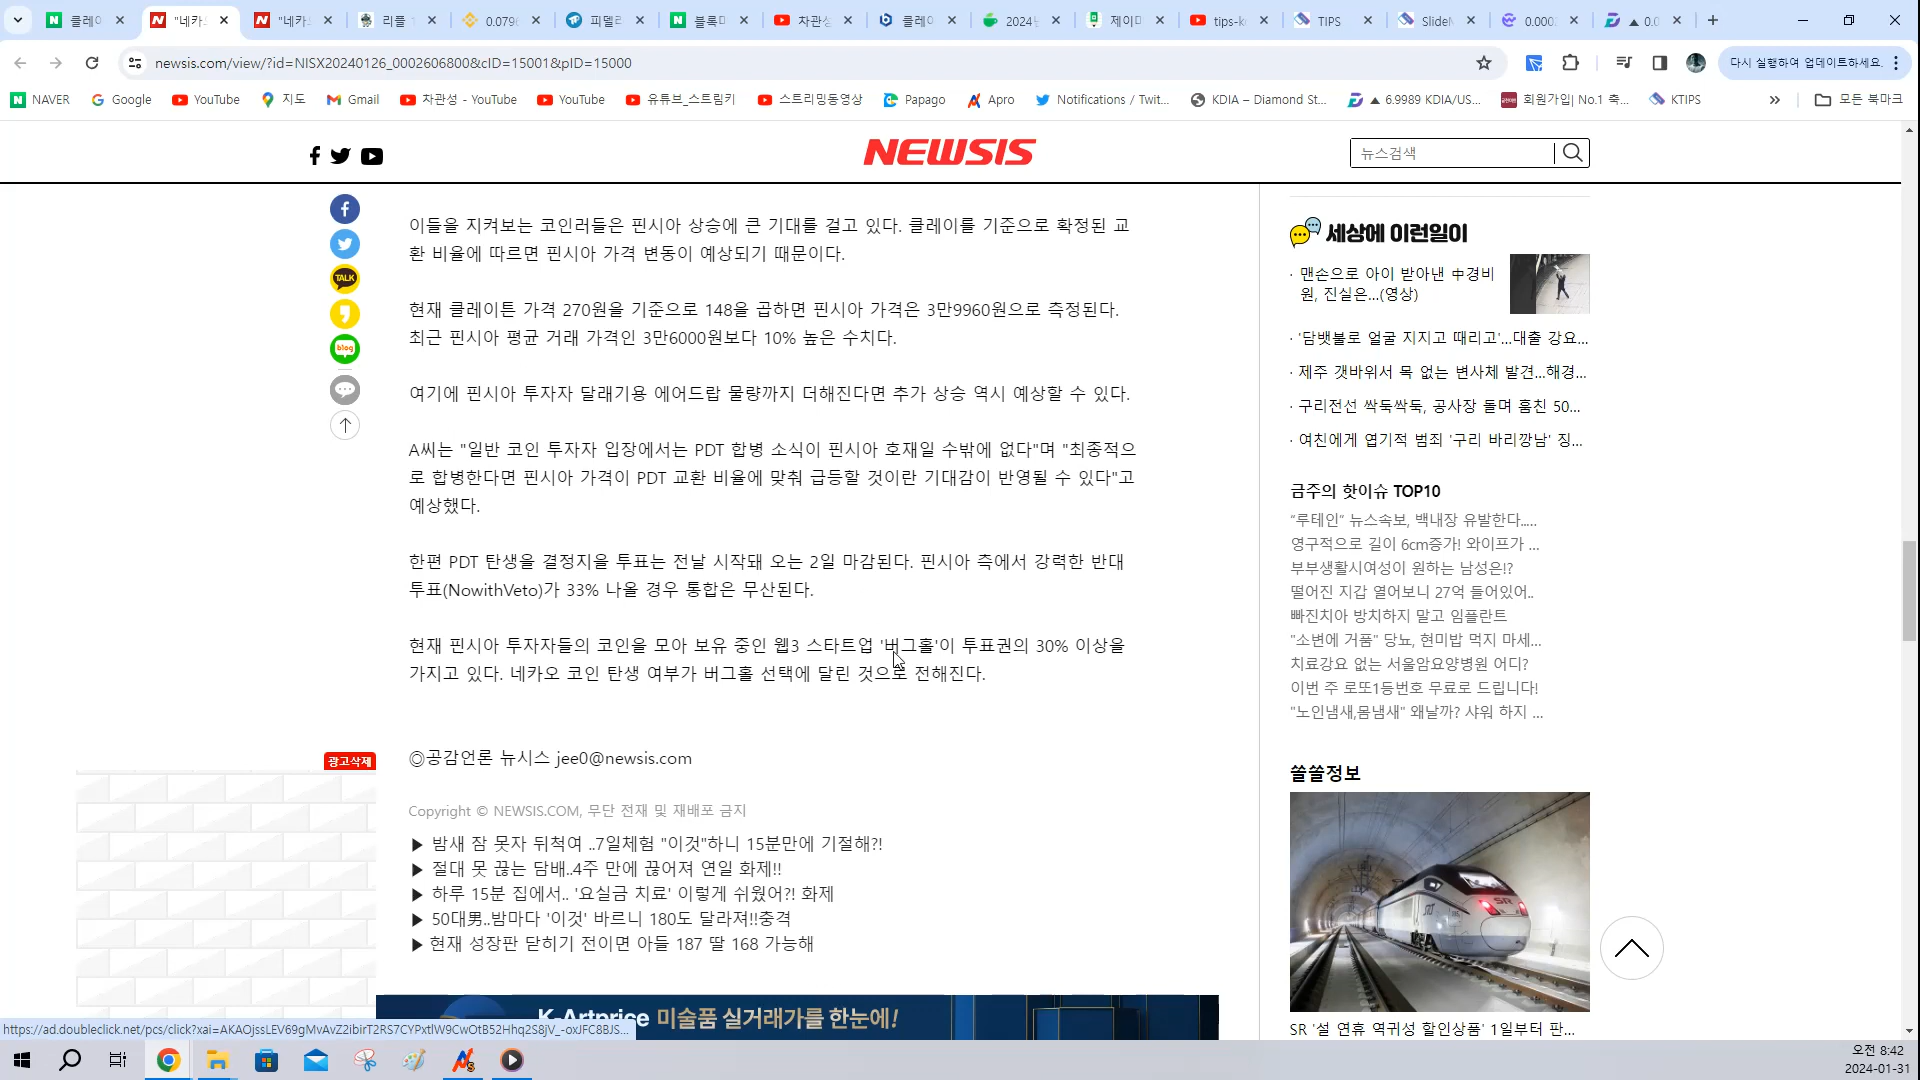 클레이
"네카오
"네카오
리플
0.079
피델리
블록미
차관성
클레이
2024
제이미
tips-k
TIPS
SlideM
0.000
▲ 0.0
newsis.com/view/?id=NISX20240126_0002606800&cID=15001&pID=15000
다시 실행하여 업데이트하세요.
NAVER
Google
YouTube
지도
Gmail
차관성 - YouTube
YouTube
유튜브_스트림키
스트리밍동영상
Papago
Apro
Notifications / Twit...
KDIA – Diamond St...
▲ 6.9989 KDIA/US...
회원가입| No.1 축...
KTIPS
모든 북마크
NEWSIS
뉴스검색
이들을 지켜보는 코인러들은 핀시아 상승에 큰 기대를 걸고 있다. 클레이를 기준으로 확정된 교
환 비율에 따르면 핀시아 가격 변동이 예상되기 때문이다.
현재 클레이튼 가격 270원을 기준으로 148을 곱하면 핀시아 가격은 3만9960원으로 측정된다.
최근 핀시아 평균 거래 가격인 3만6000원보다 10% 높은 수치다.
여기에 핀시아 투자자 달래기용 에어드랍 물량까지 더해진다면 추가 상승 역시 예상할 수 있다.
A씨는 "일반 코인 투자자 입장에서는 PDT 합병 소식이 핀시아 호재일 수밖에 없다"며 "최종적으
로 합병한다면 핀시아 가격이 PDT 교환 비율에 맞춰 급등할 것이란 기대감이 반영될 수 있다"고
예상했다.
한편 PDT 탄생을 결정지을 투표는 전날 시작돼 오는 2일 마감된다. 핀시아 측에서 강력한 반대
투표(NowithVeto)가 33% 나올 경우 통합은 무산된다.
현재 핀시아 투자자들의 코인을 모아 보유 중인 웹3 스타트업 '버그홀'이 투표권의 30% 이상을
가지고 있다. 네카오 코인 탄생 여부가 버그홀 선택에 달린 것으로 전해진다.
TALK
blog
광고삭제
◎공감언론 뉴시스 jee0@newsis.com
Copyright © NEWSIS.COM, 무단 전재 및 재배포 금지
▶ 밤새 잠 못자 뒤척여 ..7일체험 "이것"하니 15분만에 기절해?!
▶ 절대 못 끊는 담배..4주 만에 끊어져 연일 화제!!
▶ 하루 15분 집에서.. '요실금 치료' 이렇게 쉬웠어?! 화제
▶ 50대男..밤마다 '이것' 바르니 180도 달라져!!충격
▶ 현재 성장판 닫히기 전이면 아들 187 딸 168 가능해
K-Artprice 미술품 실거래가를 한눈에!
세상에 이런일이
· 맨손으로 아이 받아낸 中경비
원, 진실은...(영상)
· '담뱃불로 얼굴 지지고 때리고'...대출 강요...
· 제주 갯바위서 목 없는 변사체 발견...해경...
· 구리전선 싹둑싹둑, 공사장 돌며 훔친 50...
· 여친에게 엽기적 범죄 '구리 바리깡남' 징...
금주의 핫이슈 TOP10
“루테인” 뉴스속보, 백내장 유발한다.....
영구적으로 길이 6cm증가! 와이프가 ...
부부생활시여성이 원하는 남성은!?
떨어진 지갑 열어보니 27억 들어있어..
빠진치아 방치하지 말고 임플란트
"소변에 거품" 당뇨, 현미밥 먹지 마세...
치료강요 없는 서울암요양병원 어디?
이번 주 로또1등번호 무료로 드립니다!
"노인냄새,몸냄새" 왜날까? 샤워 하지 ...
쏠쏠정보
SR
SR '설 연휴 역귀성 할인상품' 1일부터 판...
오전 8:42
2024-01-31